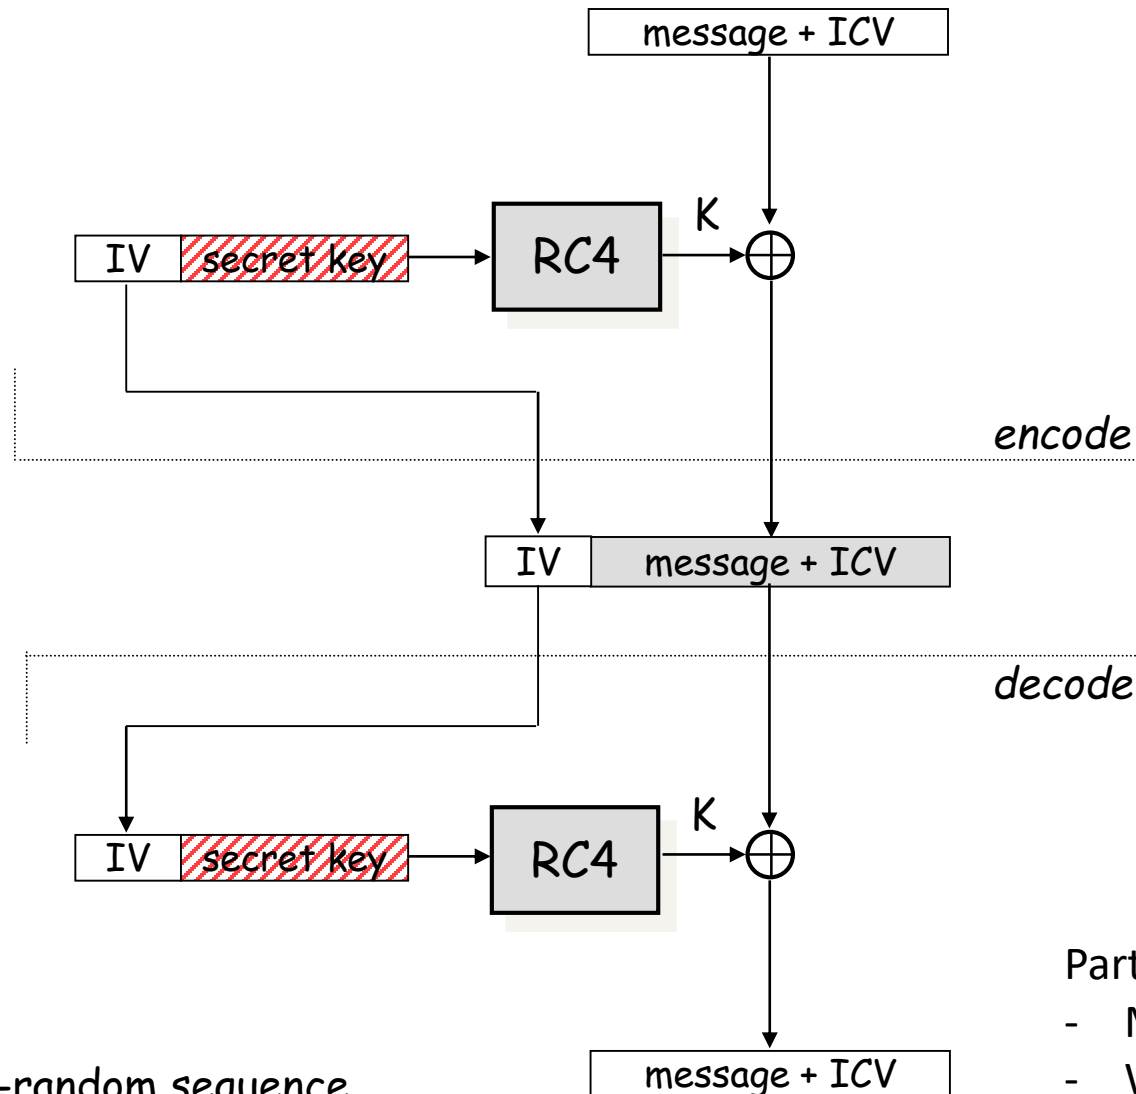 message + ICV
K
IV secret key RC4
encode
IV message + ICV
decode
K
IV secret key RC4
Part
-random sequence
message + ICV